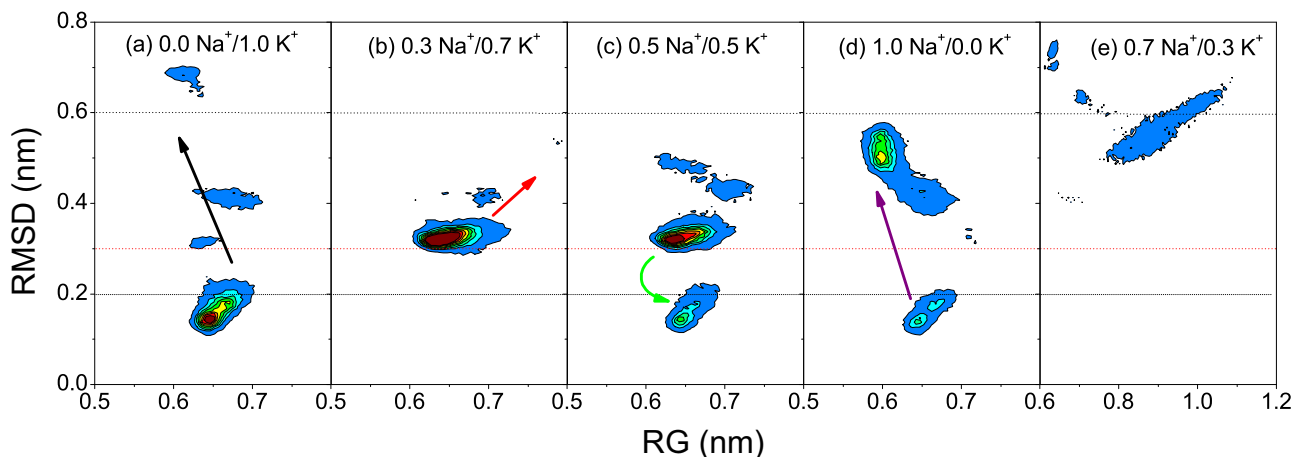 (a) 0.0 Na⁺/1.0 K⁺ (b) 0.3 Na⁺/0.7 K⁺ (c) 0.5 Na⁺/0.5 K⁺ (d) 1.0 Na⁺/0.0 K⁺ (e) 0.7 Na⁺/0.3 K⁺
0.8
0.6
0.4
0.2
0.0
RMSD (nm)
0.5 0.6 0.7 0.5 0.6 0.7 0.5 0.6 0.7 0.5 0.6 0.7 0.6 0.8 1.0 1.2
RG (nm)